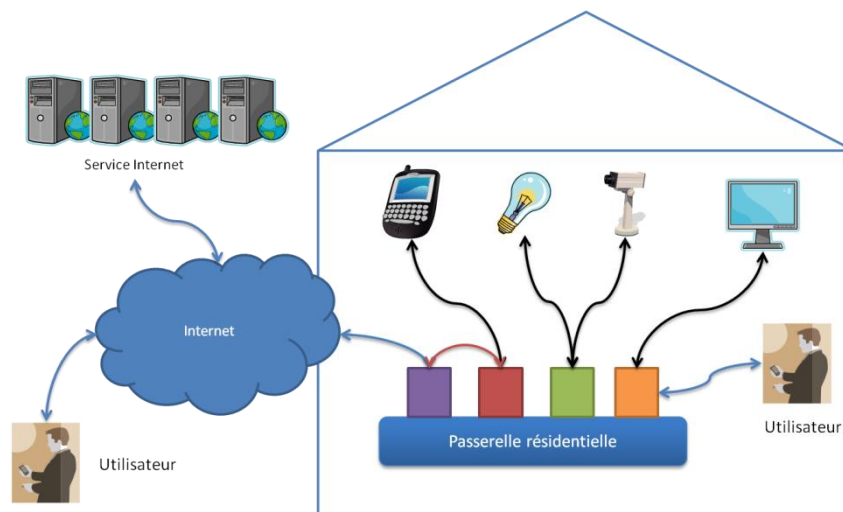 Service Internet
Internet
Utilisateur
Passerelle résidentielle
Utilisateur